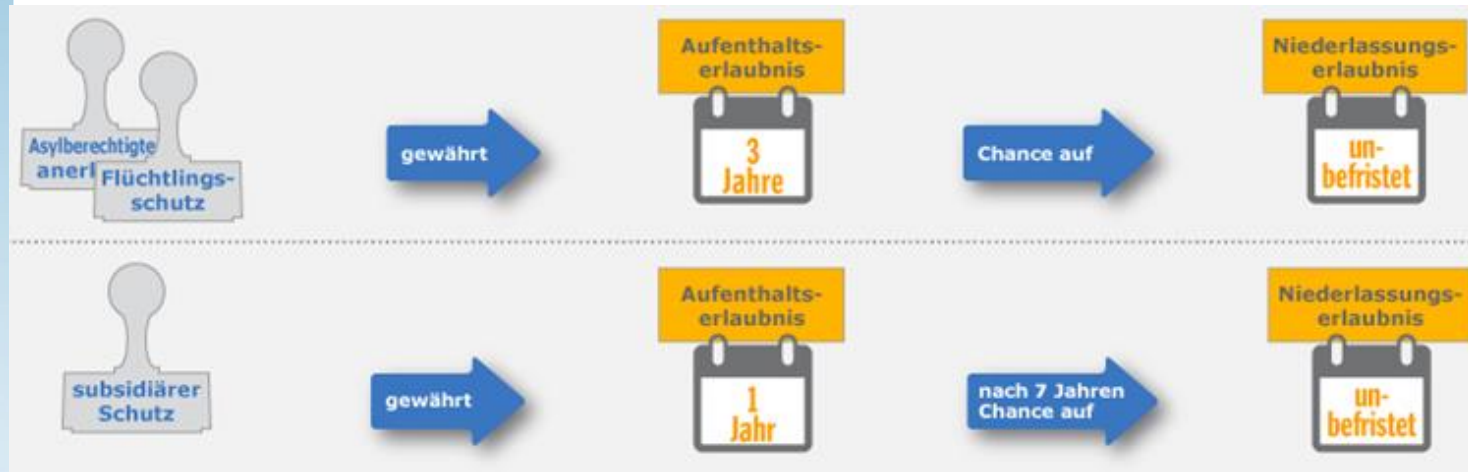 Asylberechtigte
Flüchtlings-
schutz
gewährt
Aufenthalts-
erlaubnis
3
Jahre
Chance auf
Niederlassungs-
erlaubnis
un-
befristet
subsidiärer
Schutz
gewährt
Aufenthalts-
erlaubnis
1
Jahr
nach 7 Jahren
Chance auf
Niederlassungs-
erlaubnis
un-
befristet